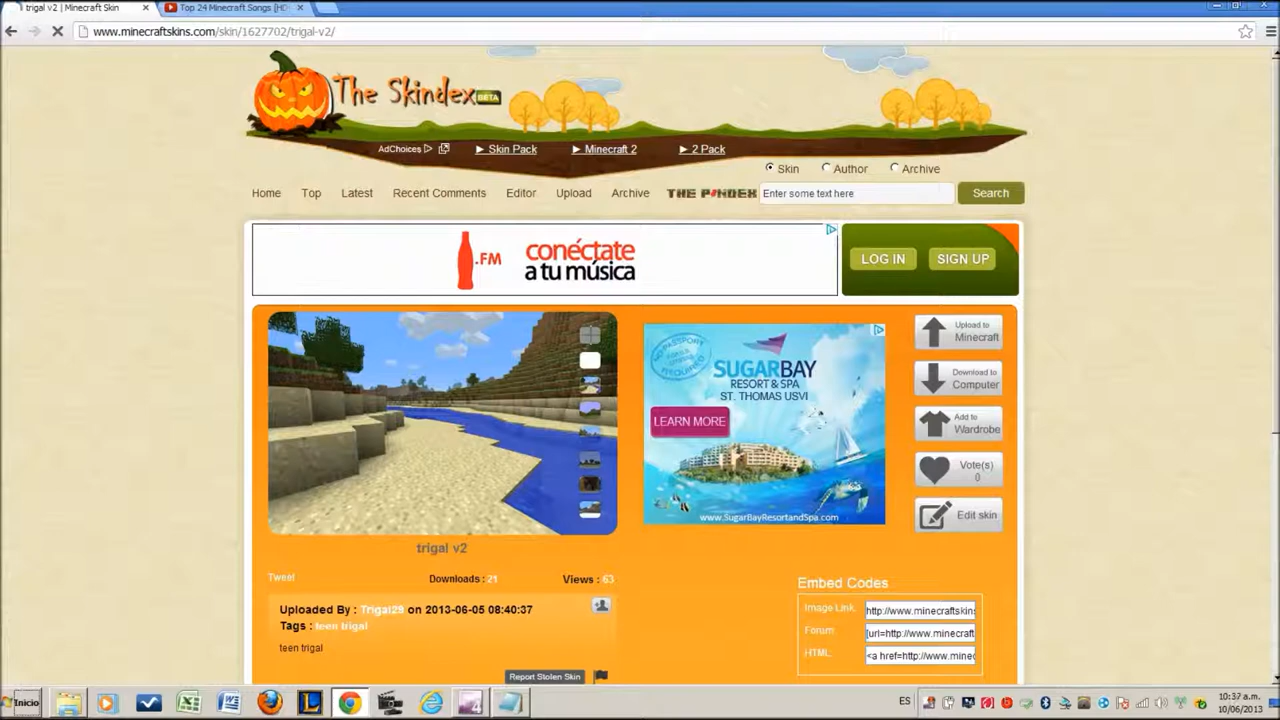 trigal v2 | Minecraft Skin
Top 24 Minecraft Songs [HD
www.minecraftskins.com/skin/1627702/trigal-v2/
The Skindex BETA
AdChoices
Skin Pack
Minecraft 2
2 Pack
Skin
Author
Archive
Home
Top
Latest
Recent Comments
Editor
Upload
Archive
Enter some text here
Search
.FM
conéctate
a tu música
LOG IN
SIGN UP
NO PASSPORT
REQUIRED
SUGARBAY
RESORT & SPA
ST. THOMAS USVI
LEARN MORE
www.SugarBayResortandSpa.com
Upload to
Minecraft
Download to
Computer
Add to
Wardrobe
Vote(s)
0
Edit skin
trigal v2
Tweet
Downloads : 21
Views : 63
Uploaded By : Trigal29 on 2013-06-05 08:40:37
Tags : teen trigal
teen trigal
Report Stolen Skin
Embed Codes
Image Link:
http://www.minecraftskins
Forum:
[url=http://www.minecraft
HTML:
<a href=http://www.minec
Inicio
ES
10:37 a.m.
10/06/2013